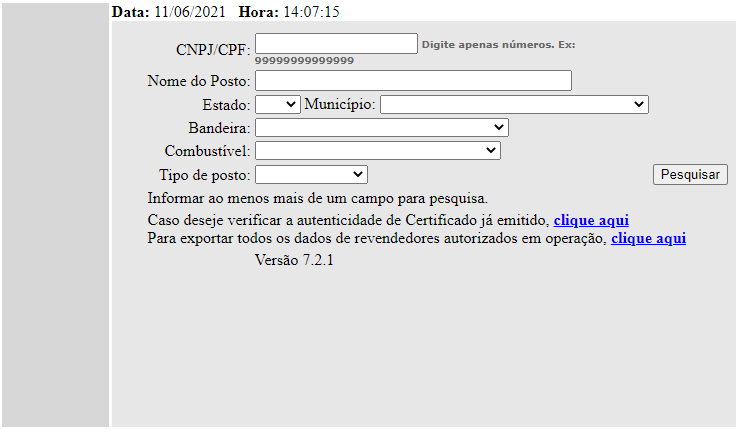 Data: 11/06/2021 Hora: 14:07:15
CNPJ/CPF: Digite apenas números. Ex:
99999999999999
Nome do Posto:
Estado: Município:
Bandeira:
Combustível:
Tipo de posto: Pesquisar
Informar ao menos mais de um campo para pesquisa.
Caso deseje verificar a autenticidade de Certificado já emitido, clique aqui
Para exportar todos os dados de revendedores autorizados em operação, clique aqui
Versão 7.2.1